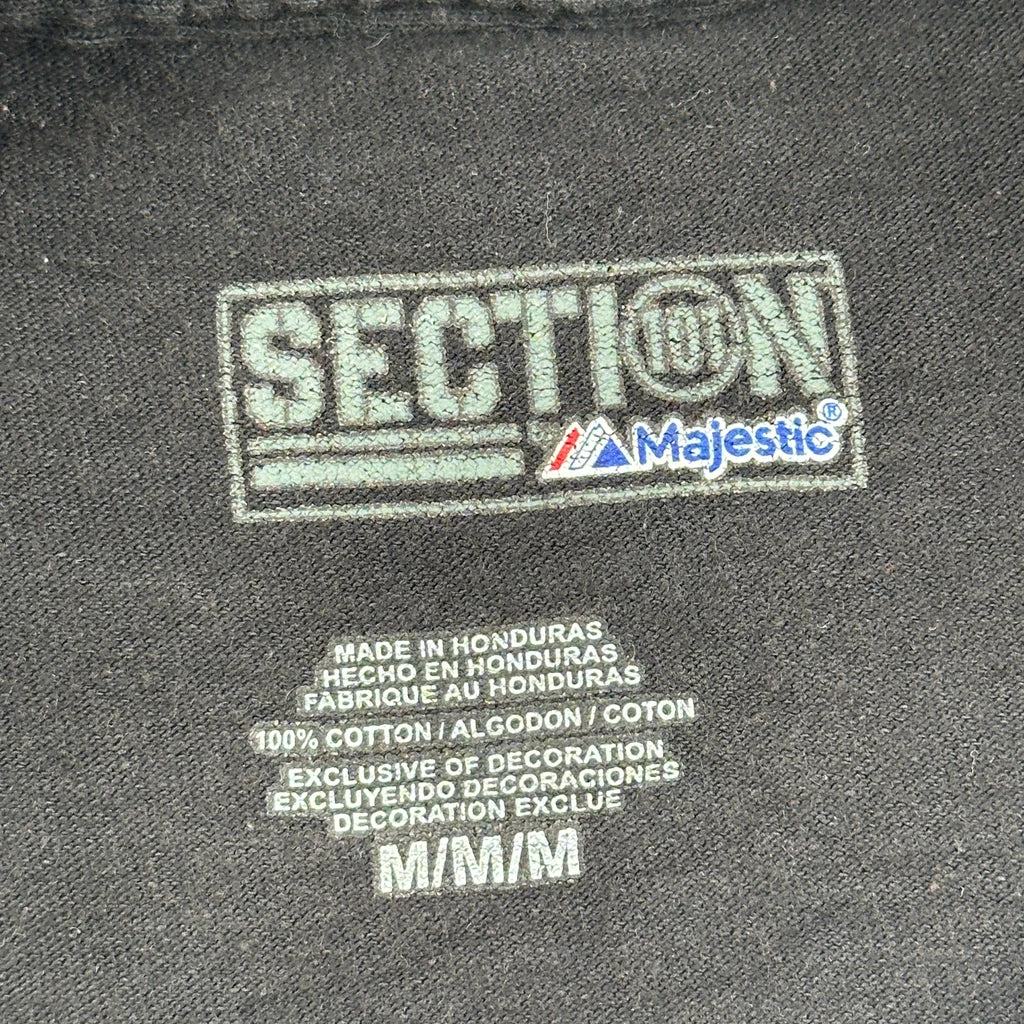 SECTION
101
Majestic®
MADE IN HONDURAS
HECHO EN HONDURAS
FABRIQUE AU HONDURAS
100% COTTON / ALGODON / COTON
EXCLUSIVE OF DECORATION
EXCLUYENDO DECORACIONES
DECORATION EXCLUE
M/M/M